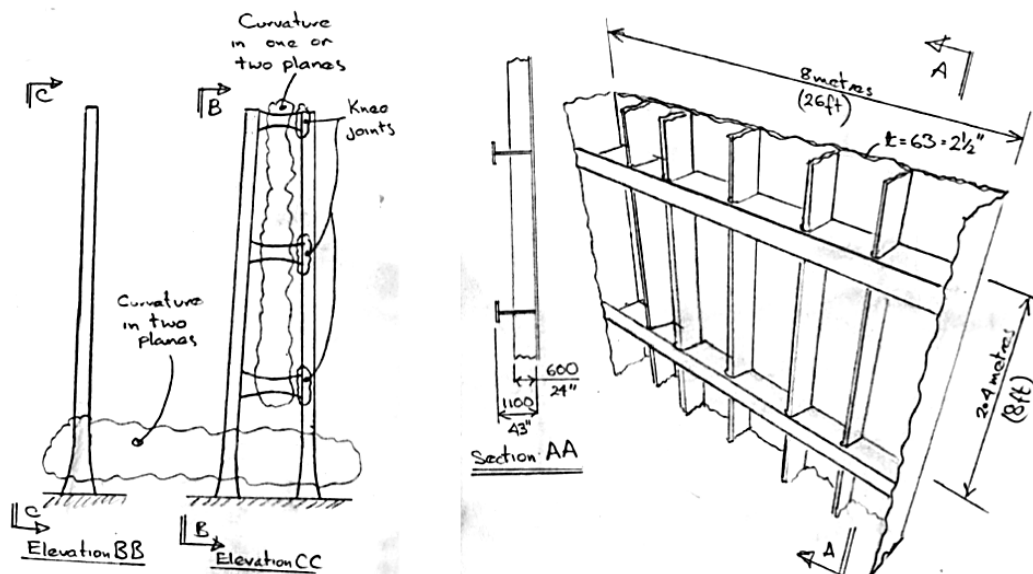 Curvature
in one or
two planes
C
B
Knee
joints
Curvature
in two
planes
C
Elevation BB
B
Elevation CC
600
24"
1100
43"
Section AA
8 metres
(26ft)
A
t=63=2½"
2.4 metres
(8ft)
A